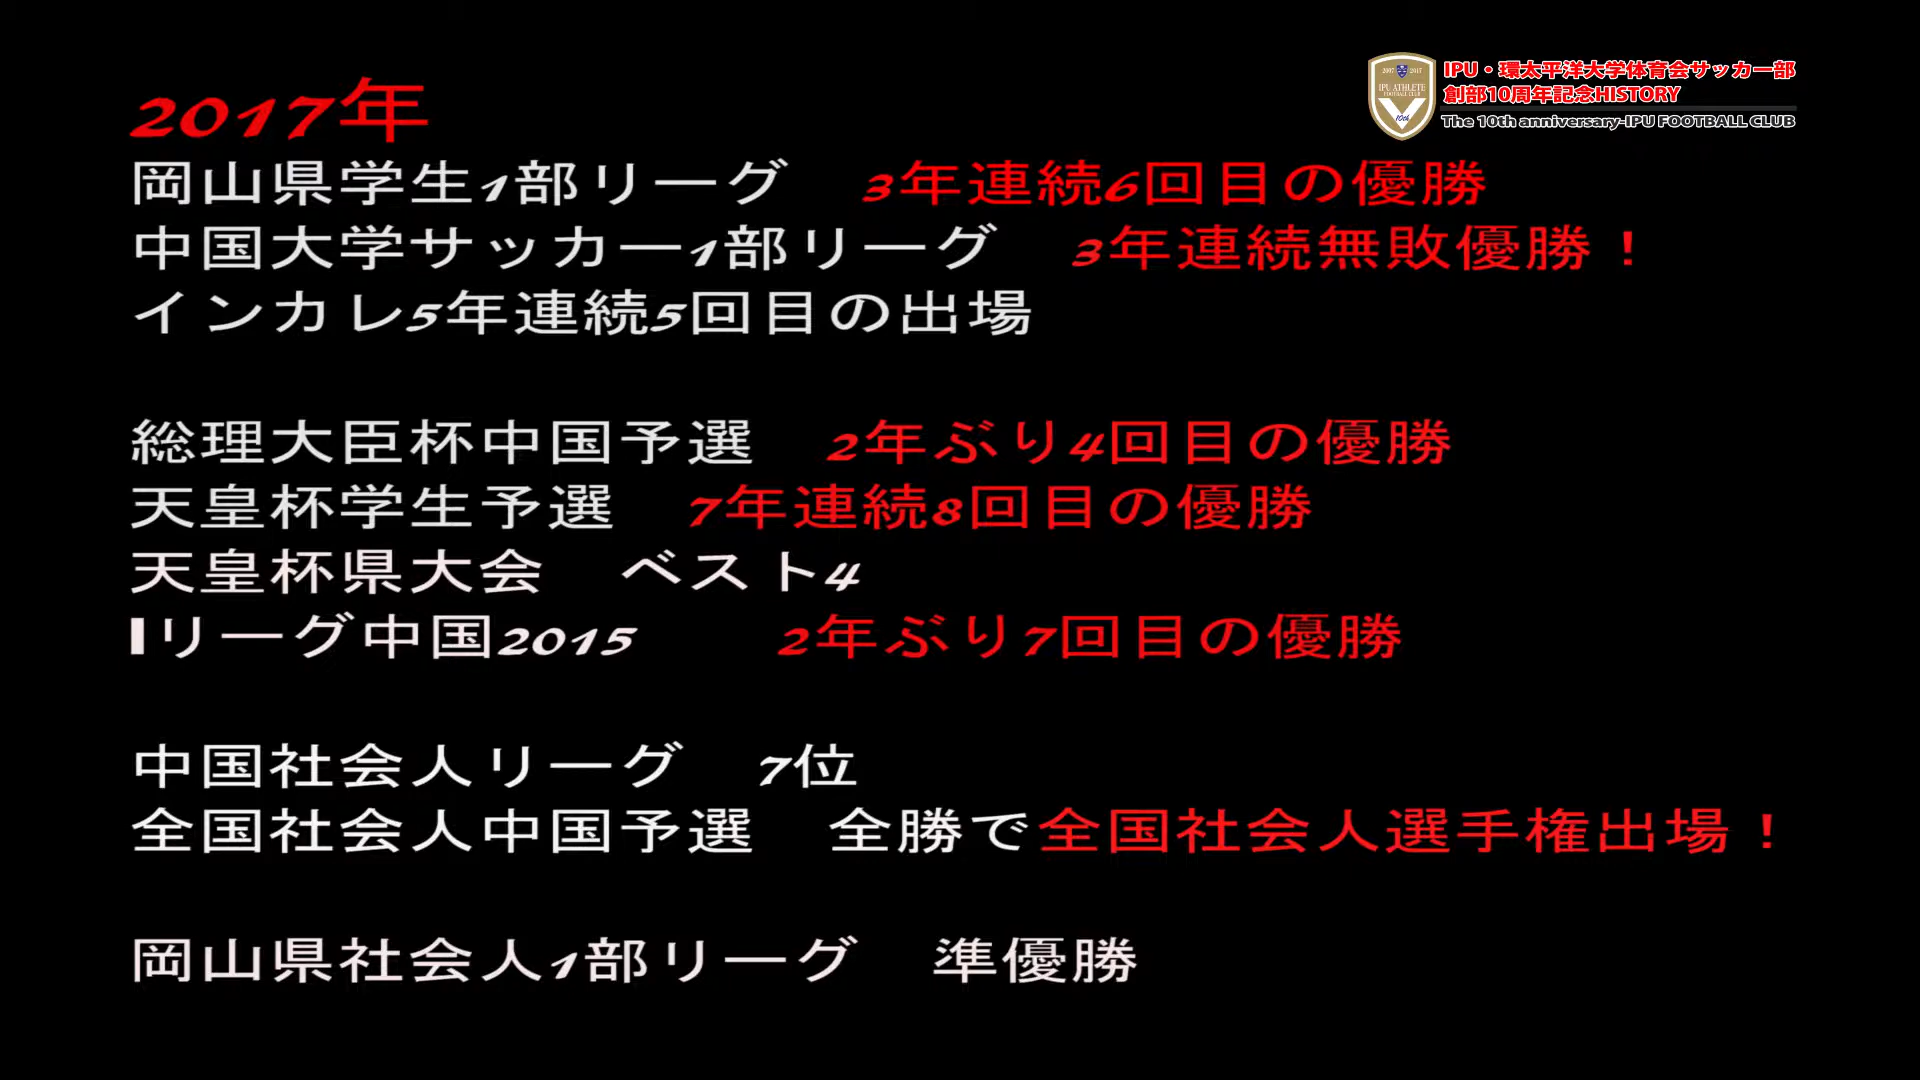 IPU・環太平洋大学体育会サッカー部
創部10周年記念HISTORY
The 10th anniversary-IPU FOOTBALL CLUB
2007 2017
IPU ATHLETE
FOOTBALL CLUB
10th
2017年
岡山県学生1部リーグ　3年連続6回目の優勝
中国大学サッカー1部リーグ　3年連続無敗優勝！
インカレ5年連続5回目の出場
総理大臣杯中国予選　2年ぶり4回目の優勝
天皇杯学生予選　7年連続8回目の優勝
天皇杯県大会　ベスト4
Iリーグ中国2015　　2年ぶり7回目の優勝
中国社会人リーグ　7位
全国社会人中国予選　全勝で全国社会人選手権出場！
岡山県社会人1部リーグ　準優勝